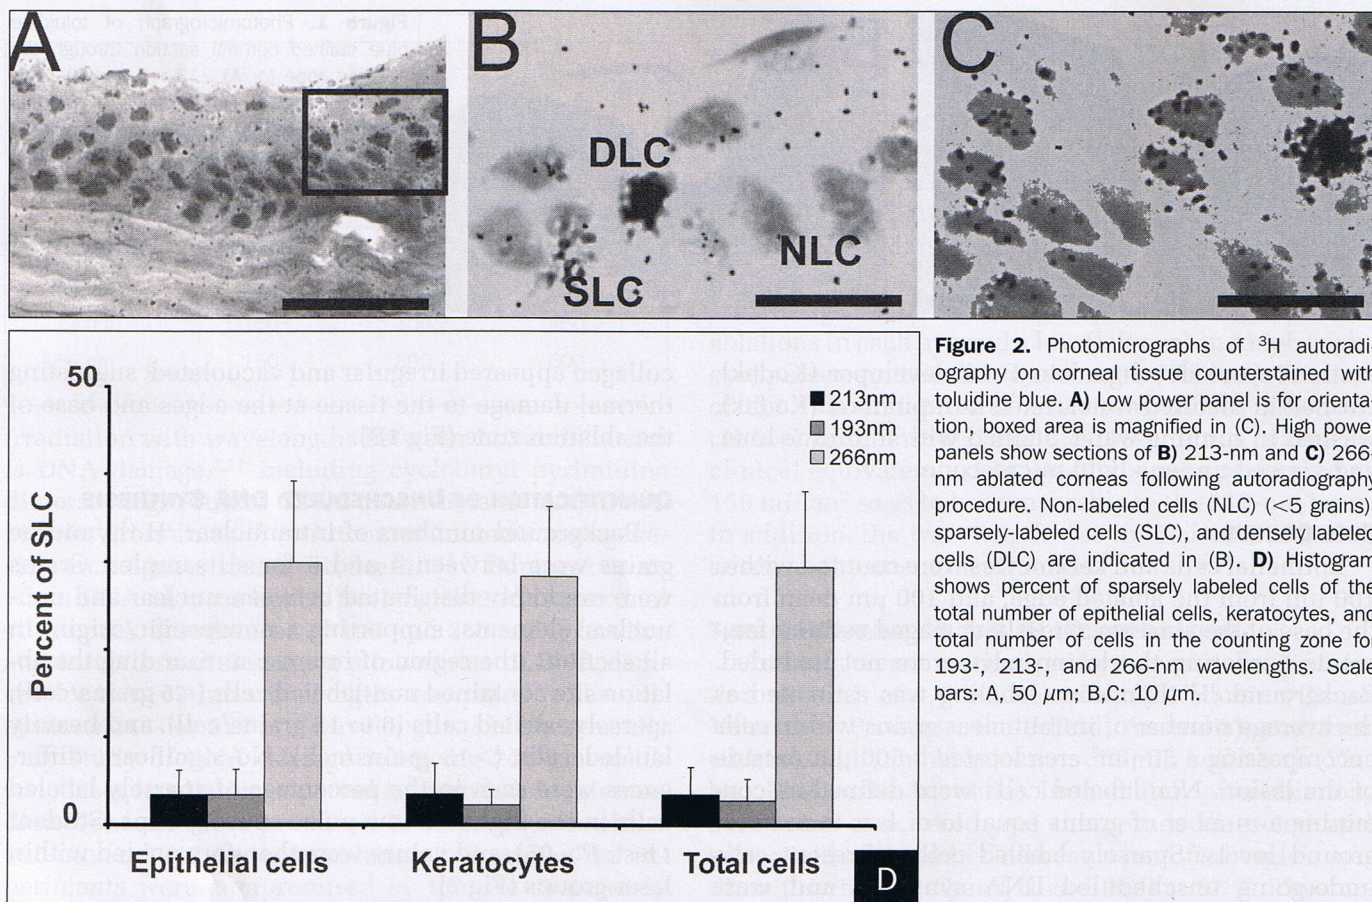 A
B
C
DLC
NLC
SLC
50
0
Percent of SLC
213nm
193nm
266nm
Epithelial cells
Keratocytes
Total cells
D
Figure 2. Photomicrographs of ³H autoradi-
ography on corneal tissue counterstained with
toluidine blue. A) Low power panel is for orienta-
tion, boxed area is magnified in (C). High power
panels show sections of B) 213-nm and C) 266-
nm ablated corneas following autoradiography
procedure. Non-labeled cells (NLC) (<5 grains),
sparsely-labeled cells (SLC), and densely labeled
cells (DLC) are indicated in (B). D) Histogram
shows percent of sparsely labeled cells of the
total number of epithelial cells, keratocyte, or
total number of cells in the counting zone for
193-, 213-, and 266-nm wavelengths. Scale
bars: A, 50 μm; B,C: 10 μm.